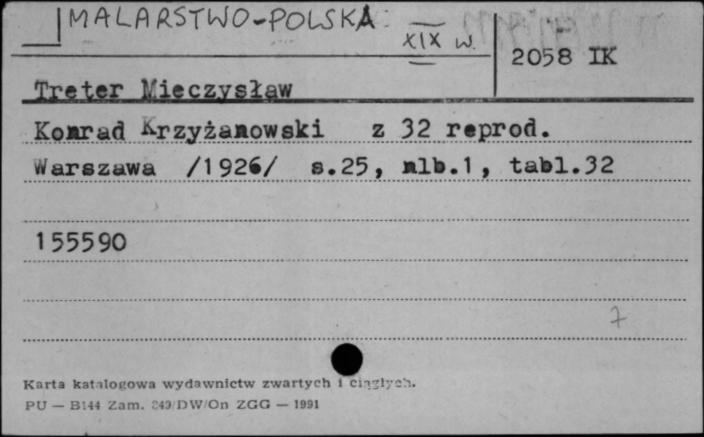 MALARSTWO-POLSKA XIX w.
2058 IK
Treter Mieczysław
Konrad Krzyżanowski z 32 reprod.
Warszawa /1926/ s.25, nlb.1, tabl.32
155590
7
Karta katalogowa wydawnictw zwartych i ciągłych.
PU — B144 Zam. 249/DW/On ZGG — 1991